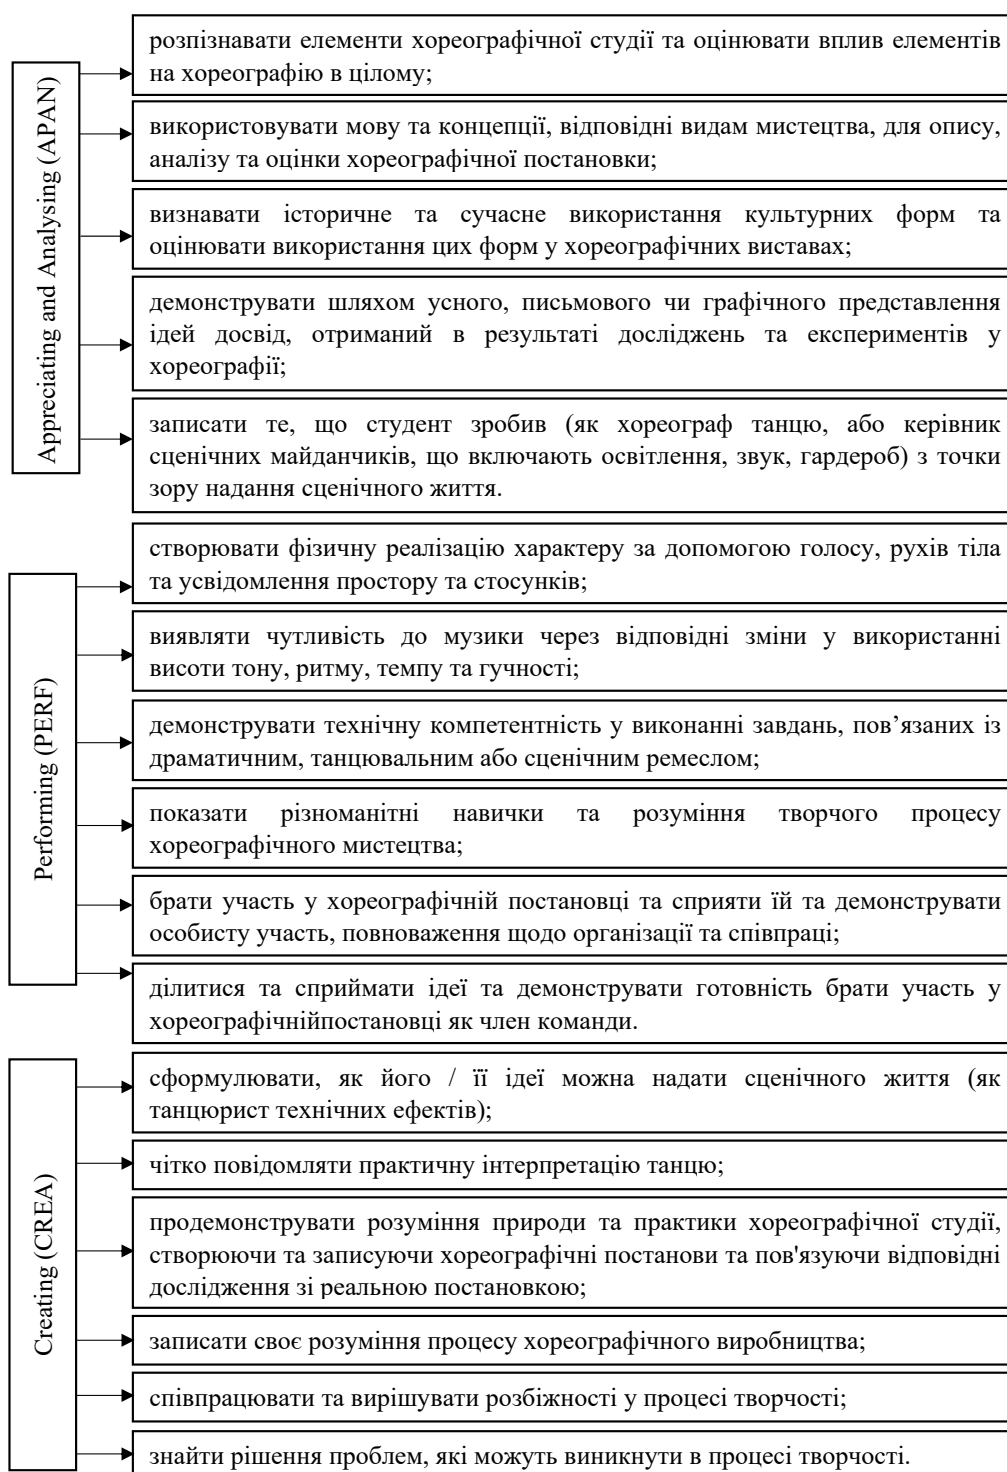 Appreciating and Analysing (APAN)
розпізнавати елементи хореографічної студії та оцінювати вплив елементів
на хореографію в цілому;
використовувати мову та концепції, відповідні видам мистецтва, для опису,
аналізу та оцінки хореографічної постановки;
визнавати історичне та сучасне використання культурних форм та
оцінювати використання цих форм у хореографічних виставах;
демонструвати шляхом усного, письмового чи графічного представлення
ідей досвід, отриманий в результаті досліджень та експериментів у
хореографії;
записати те, що студент зробив (як хореограф танцю, або керівник
сценічних майданчиків, що включають освітлення, звук, гардероб) з точки
зору надання сценічного життя.
Performing (PERF)
створювати фізичну реалізацію характеру за допомогою голосу, рухів тіла
та усвідомлення простору та стосунків;
виявляти чутливість до музики через відповідні зміни у використанні
висоти тону, ритму, темпу та гучності;
демонструвати технічну компетентність у виконанні завдань, пов’язаних із
драматичним, танцювальним або сценічним ремеслом;
показати різноманітні навички та розуміння творчого процесу
хореографічного мистецтва;
брати участь у хореографічній постановці та сприяти їй та демонструвати
особисту участь, повноваження щодо організації та співпраці;
ділитися та сприймати ідеї та демонструвати готовність брати участь у
хореографічнійпостановці як член команди.
Creating (CREA)
сформулювати, як його / її ідеї можна надати сценічного життя (як
танцюрист технічних ефектів);
чітко повідомляти практичну інтерпретацію танцю;
продемонструвати розуміння природи та практики хореографічної студії,
створюючи та записуючи хореографічні постанови та пов'язуючи відповідні
дослідження зі реальною постановкою;
записати своє розуміння процесу хореографічного виробництва;
співпрацювати та вирішувати розбіжності у процесі творчості;
знайти рішення проблем, які можуть виникнути в процесі творчості.